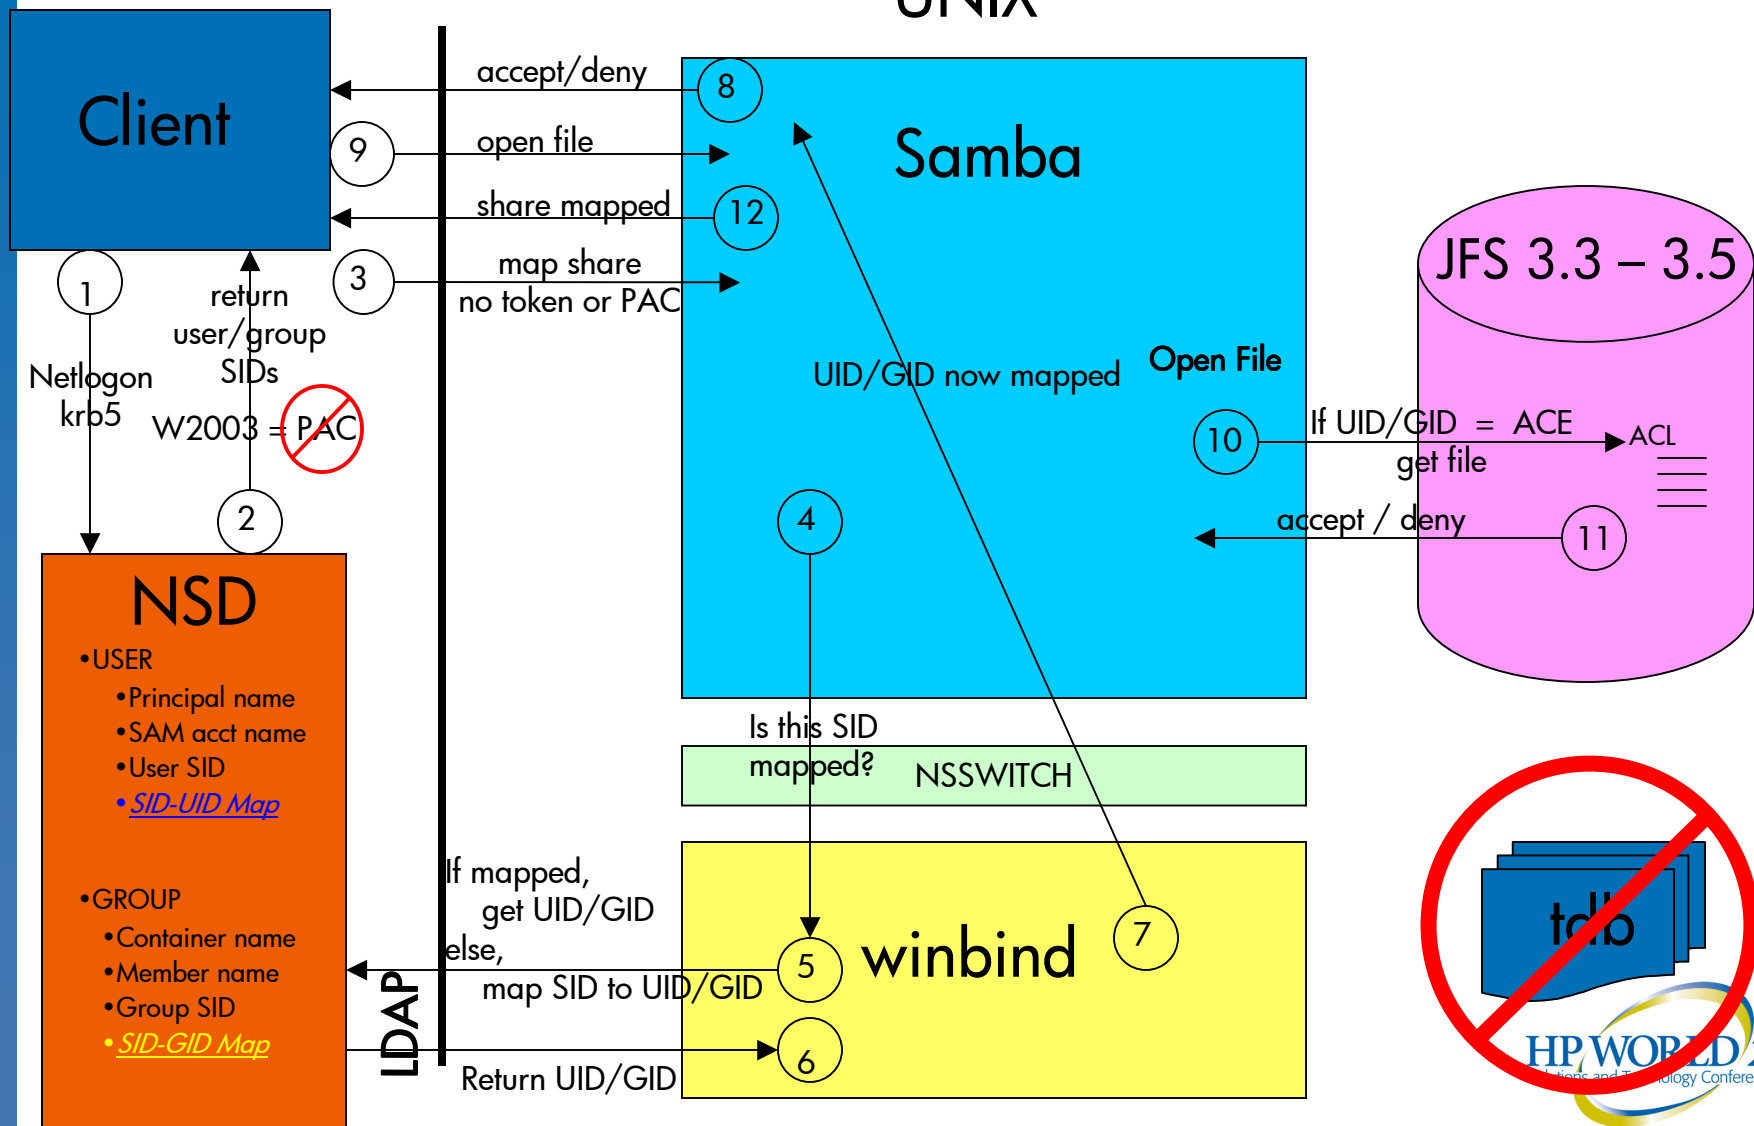 UNIX
Client
accept/deny
8
9
open file
Samba
share mapped
12
3
map share
no token or PAC
1
return
user/group
SIDs
Netlogon
krb5
W2003 = PAC
2
UID/GID now mapped
Open File
JFS 3.3 – 3.5
10
If UID/GID = ACE
get file
ACL
4
accept / deny
11
NSD
•USER
•Principal name
•SAM acct name
•User SID
•SID-UID Map
•GROUP
•Container name
•Member name
•Group SID
•SID-GID Map
LDAP
Is this SID
mapped?
NSSWITCH
If mapped,
get UID/GID
else,
map SID to UID/GID
5
winbind
7
6
Return UID/GID
tdb
HP WORLD
and Technology